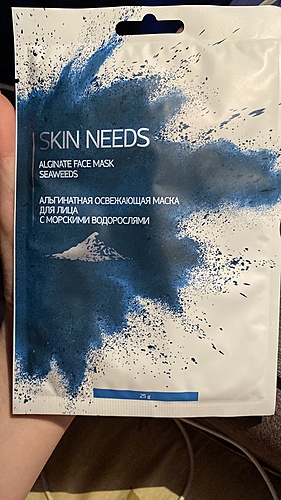 SKIN NEEDS
ALGINATE FACE MASK
SEAWEEDS
АЛЬГИНАТНАЯ ОСВЕЖАЮЩАЯ МАСКА
ДЛЯ ЛИЦА
С МОРСКИМИ ВОДОРОСЛЯМИ
25 g